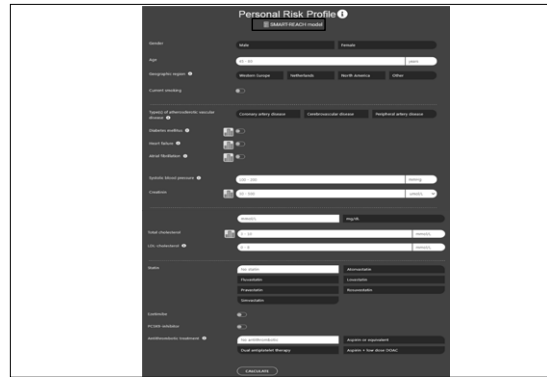 Personal Risk Profile
SMART-REACH model
Gender
Male
Female
Age
years
Geographic region
Western Europe
Netherlands
North America
Other
Current smoking
Type(s) of atherosclerotic vascular disease
Coronary artery disease
Cerebrovascular disease
Peripheral artery disease
Diabetes mellitus
Heart failure
Atrial fibrillation
Systolic blood pressure
mmHg
Creatinin
µmol/L
mmol/L
mg/dL
Total cholesterol
mmol/L
LDL cholesterol
mmol/L
Statin
No statin
Atorvastatin
Fluvastatin
Lovastatin
Pravastatin
Rosuvastatin
Simvastatin
Ezetimibe
PCSK9-inhibitor
Antithrombotic treatment
No antithrombotic
Aspirin or equivalent
Dual antiplatelet therapy
Aspirin + low dose DOAC
CALCULATE